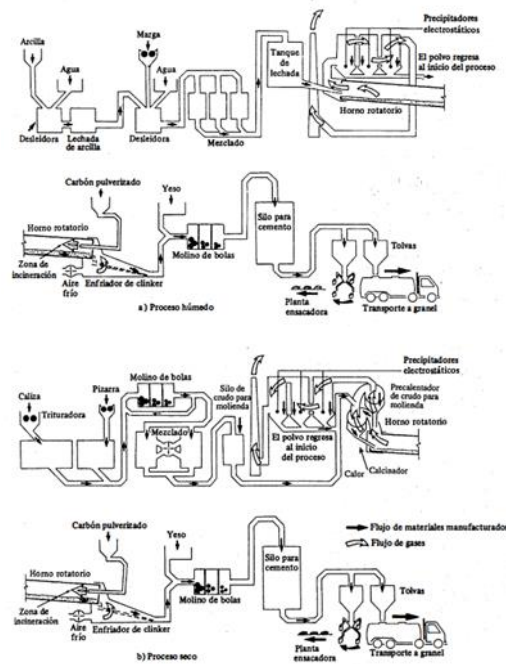 Precipitadores
electrostáticos
Marga
Arcilla
Agua
Agua
Tanque
de
lechada
El polvo regresa
al inicio del proceso
Horno rotatorio
Desleidora
Lechada
de arcilla
Desleidora
Mezclado
Carbón pulverizado
Yeso
Horno rotatorio
Silo para
cemento
Tolvas
Molino de bolas
Zona de
incineración
Aire
frío
Enfriador de clinker
Planta
ensacadora
Transporte a granel
a) Proceso húmedo
Precipitadores
electrostáticos
Molino de bolas
Pizarra
Caliza
Trituradora
Silo de
crudo para
molienda
Precalentador
de crudo para
molienda
Mezclado
El polvo regresa
al inicio
del proceso
Horno rotatorio
Calor
Calcinador
Carbón pulverizado
Yeso
Flujo de materiales manufacturados
Flujo de gases
Horno rotatorio
Silo para
cemento
Tolvas
Molino de bolas
Zona de
incineración
Aire
frío
Enfriador de clinker
Planta
ensacadora
Transporte a granel
b) Proceso seco